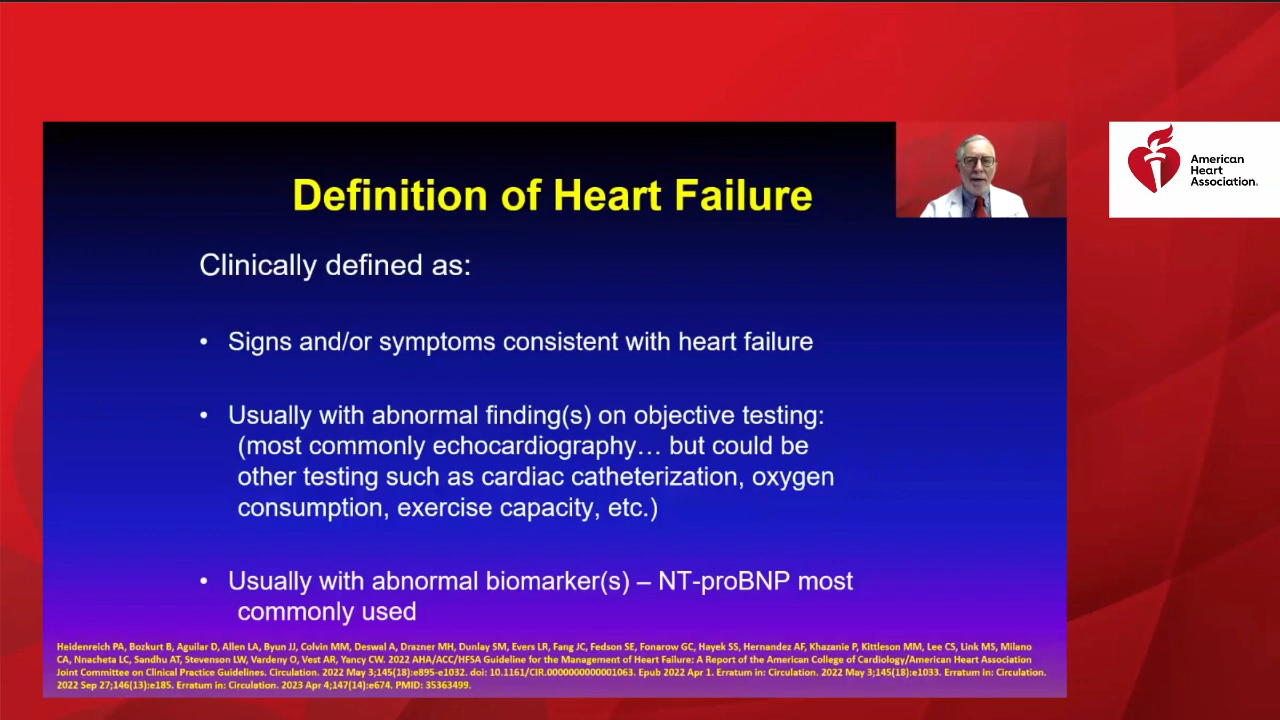 Definition of Heart Failure
American
Heart
Association.
Clinically defined as:
• Signs and/or symptoms consistent with heart failure
• Usually with abnormal finding(s) on objective testing:
(most commonly echocardiography… but could be
other testing such as cardiac catheterization, oxygen
consumption, exercise capacity, etc.)
• Usually with abnormal biomarker(s) – NT-proBNP most
commonly used
Heidenreich PA, Bozkurt B, Aguilar D, Allen LA, Byun JJ, Colvin MM, Deswal A, Drazner MH, Dunlay SM, Evers LR, Fang JC, Fedson SE, Fonarow GC, Hayek SS, Hernandez AF, Khazanie P, Kittleson MM, Lee CS, Link MS, Milano
CA, Nnacheta LC, Sandhu AT, Stevenson LW, Vardeny O, Vest AR, Yancy CW. 2022 AHA/ACC/HFSA Guideline for the Management of Heart Failure: A Report of the American College of Cardiology/American Heart Association
Joint Committee on Clinical Practice Guidelines. Circulation. 2022 May 3;145(18):e895-e1032. doi: 10.1161/CIR.0000000000001063. Epub 2022 Apr 1. Erratum in: Circulation. 2022 May 3;145(18):e1033. Erratum in: Circulation.
2022 Sep 27;146(13):e185. Erratum in: Circulation. 2023 Apr 4;147(14):e674. PMID: 35363499.